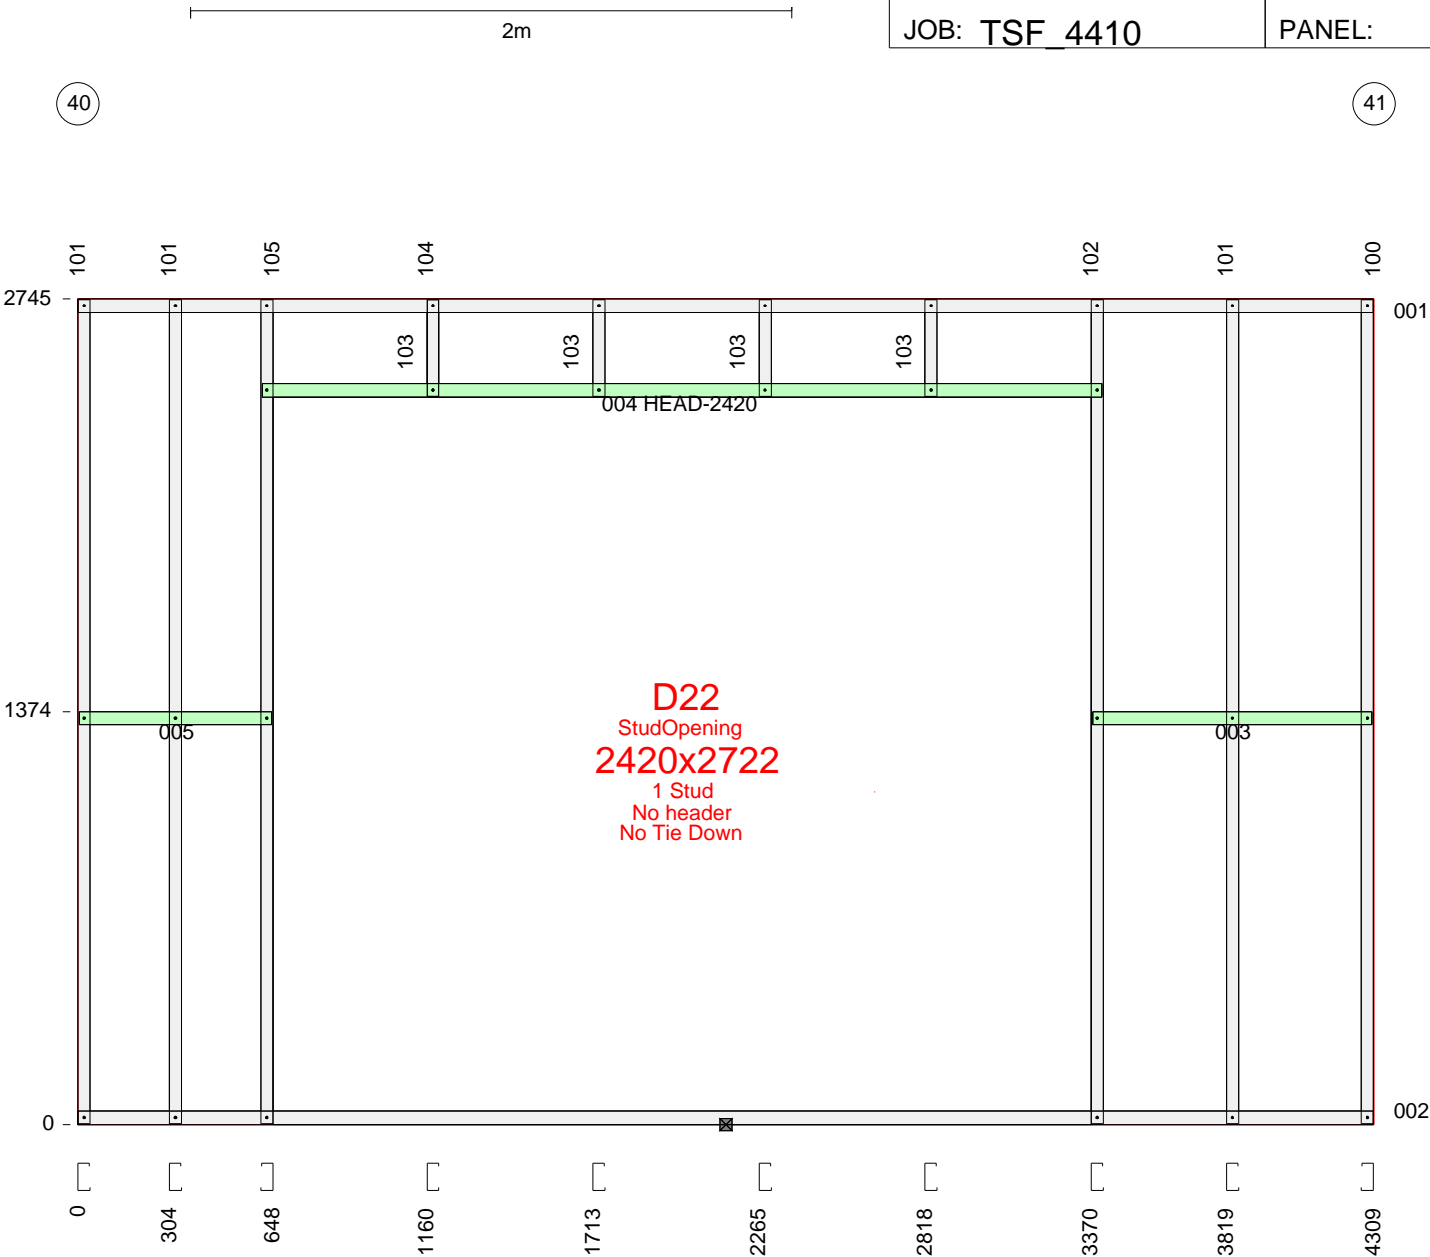 2m
JOB: TSF_4410 PANEL:
40 41
101 101 105 104 102 101 100
2745
001
103 103 103 103
004 HEAD-2420
1374
005
003
D22
StudOpening
2420x2722
1 Stud
No header
No Tie Down
0
002
0 304 648 1160 1713 2265 2818 3370 3819 4309